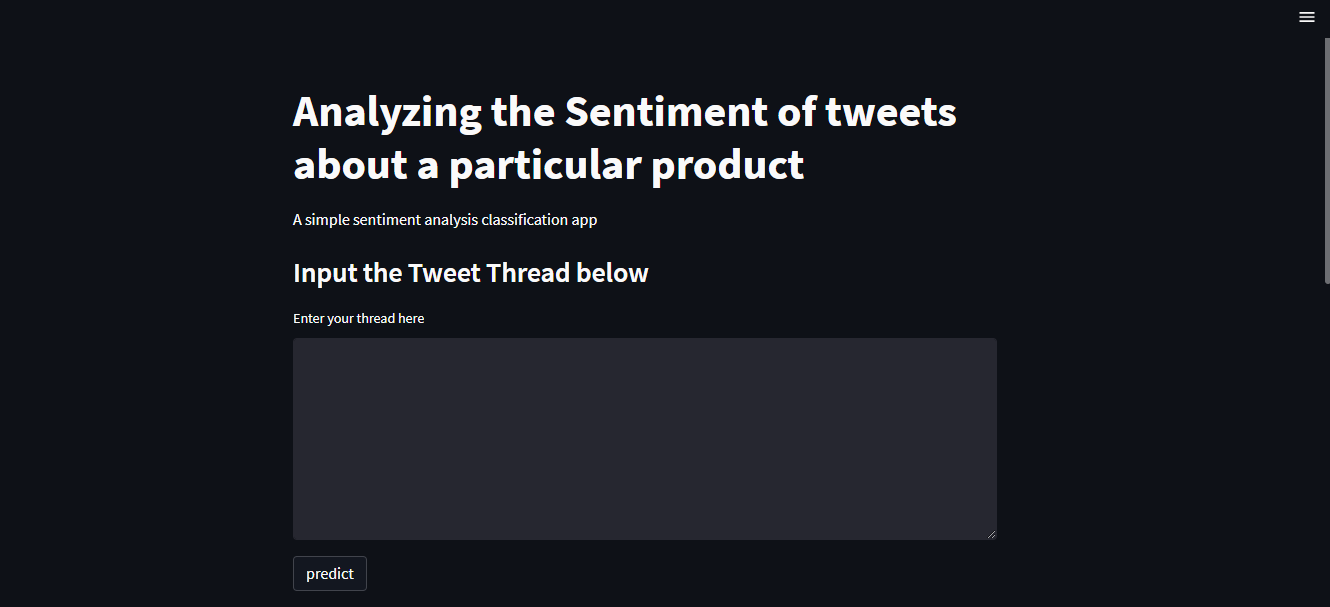 Analyzing the Sentiment of tweets
about a particular product
A simple sentiment analysis classification app
Input the Tweet Thread below
Enter your thread here
predict